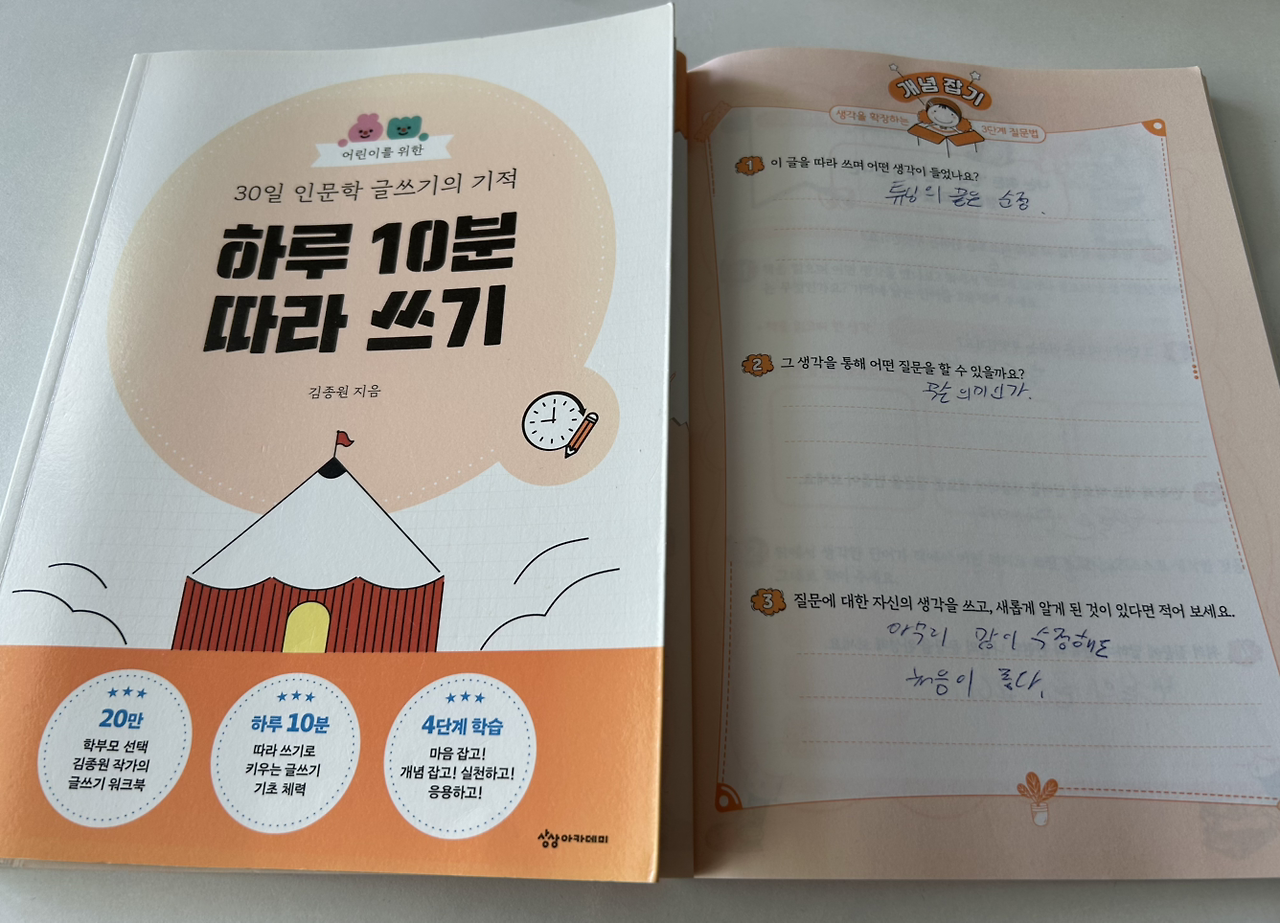 어린이를 위한
30일 인문학 글쓰기의 기적
하루 10분
따라 쓰기
김종원 지음
20만
학부모 선택
김종원 작가의
글쓰기 워크북
하루 10분
따라 쓰기로
키우는 글쓰기
기초 체력
4단계 학습
마음 잡고!
개념 잡고! 실천하고!
응용하고!
상상아카데미
개념 잡기
생각을 확장하는
3단계 질문법
1 이 글을 따라 쓰며 어떤 생각이 들었나요?
튜닝의 끝은 순정.
2 그 생각을 통해 어떤 질문을 할 수 있을까요?
무슨 의미인가.
3 질문에 대한 자신의 생각을 쓰고, 새롭게 알게 된 것이 있다면 적어 보세요.
아무리 많이 수정해도
처음이 좋다.